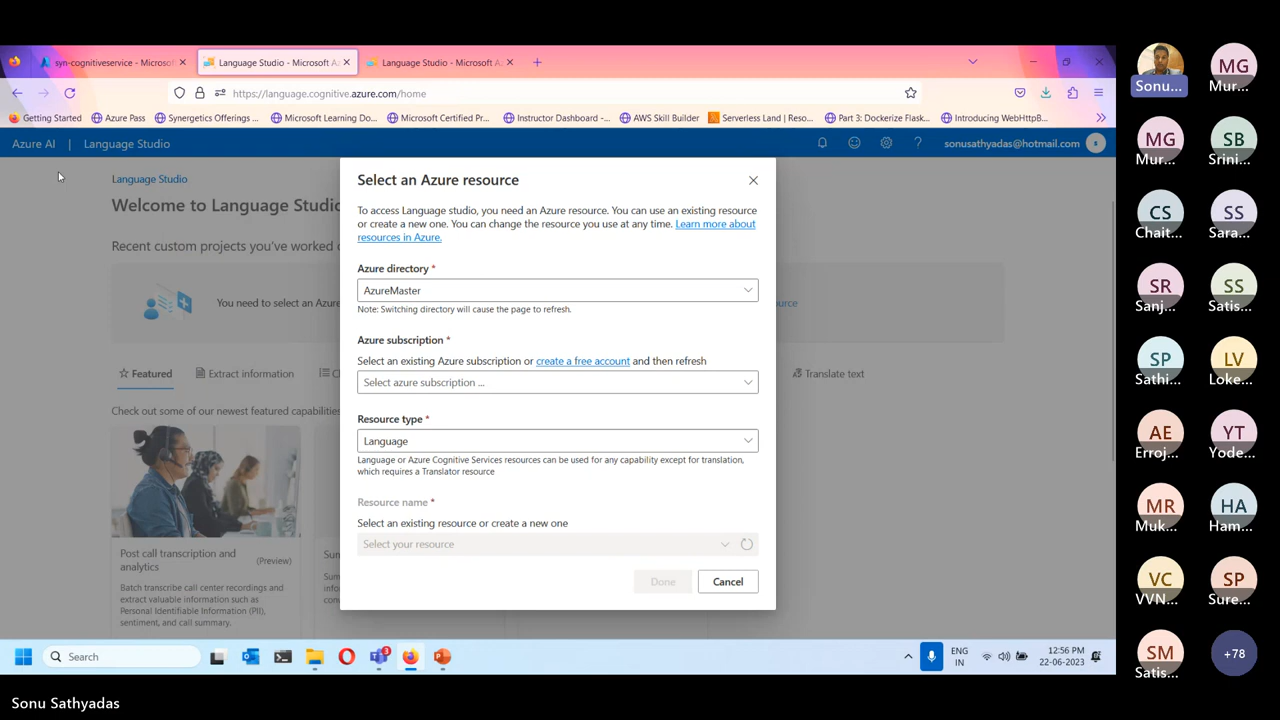 syn-cognitiveservice - Microsof
Language Studio - Microsoft A
Language Studio - Microsoft A
https://language.cognitive.azure.com/home
Getting Started
Azure Pass
Synergetics Offerings ...
Microsoft Learning Do...
Microsoft Certified Pr...
Instructor Dashboard -...
AWS Skill Builder
Serverless Land | Reso...
Part 3: Dockerize Flask...
Introducing WebHttpB...
Azure AI | Language Studio
sonusathyadas@hotmail.com
S
Language Studio
Welcome to Language Studio
Recent custom projects you've worked
You need to select an Azure
ource
Featured
Extract information
Translate text
Check out some of our newest featured capabilities
Post call transcription and
analytics
(Preview)
Batch transcribe call center recordings and
extract valuable information such as
Personal Identifiable Information (PII),
sentiment, and call summary.
Select an Azure resource
To access Language studio, you need an Azure resource. You can use an existing resource
or create a new one. You can change the resource you use at any time. Learn more about
resources in Azure.
Azure directory *
AzureMaster
Note: Switching directory will cause the page to refresh.
Azure subscription *
Select an existing Azure subscription or create a free account and then refresh
Select azure subscription ...
Resource type *
Language
Language or Azure Cognitive Services resources can be used for any capability except for translation,
which requires a Translator resource
Resource name *
Select an existing resource or create a new one
Select your resource
Done
Cancel
Search
3
ENG
IN
12:56 PM
22-06-2023
Sonu Sathyadas
Sonu...
MG
Mur...
MG
Mur...
SB
Srini...
CS
Chait...
SS
Sara...
SR
Sanj...
SS
Satis...
SP
Sathi...
LV
Loke...
AE
Erroj...
YT
Yode...
MR
Muk...
HA
Ham...
VC
VVN...
SP
Sure...
SM
Satis...
+78